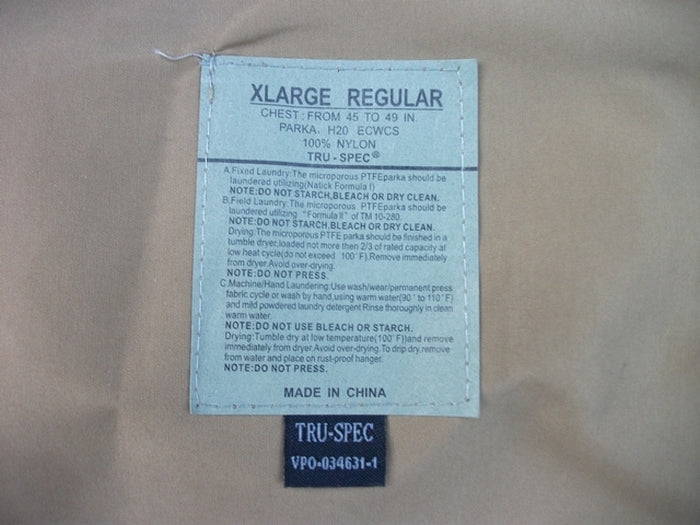 XLARGE REGULAR
CHEST: FROM 45 TO 49 IN.
PARKA, H20 ECWCS
100% NYLON
TRU-SPEC®
A.Fixed Laundry:The microporous PTFEparka should be
laundered utilizing(Natick Formula I)
NOTE:DO NOT STARCH,BLEACH OR DRY CLEAN.
B.Field Laundry:The microporous PTFEparka should be
laundered utilizing "Formula II" of TM 10-280.
NOTE:DO NOT STARCH,BLEACH OR DRY CLEAN.
Drying:The microporous PTFE parka should be finished in a
tumble dryer,loaded not more then 2/3 of rated capacity at
low heat cycle(do not exceed 100°F).Remove immediately
from dryer.Avoid over-drying.
NOTE:DO NOT PRESS.
C.Machine/Hand Laundering:Use wash/wear/permanent press
fabric cycle or wash by hand,using warm water(90°to 110°F)
and mild powdered laundry detergent Rinse thoroughly in clean
warm water.
NOTE:DO NOT USE BLEACH OR STARCH.
Drying:Tumble dry at low temperature(100°F))and remove
immediately from dryer.Avoid over-drying.To drip dry,remove
from water and place on rust-proof hanger.
NOTE:DO NOT PRESS.
MADE IN CHINA
TRU-SPEC
VPO-034631-1